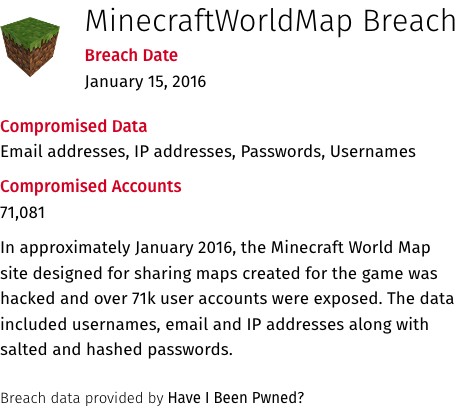 MinecraftWorldMap Breach
Breach Date
January 15, 2016
Compromised Data
Email addresses, IP addresses, Passwords, Usernames
Compromised Accounts
71,081
In approximately January 2016, the Minecraft World Map
site designed for sharing maps created for the game was
hacked and over 71k user accounts were exposed. The data
included usernames, email and IP addresses along with
salted and hashed passwords.
Breach data provided by Have I Been Pwned?